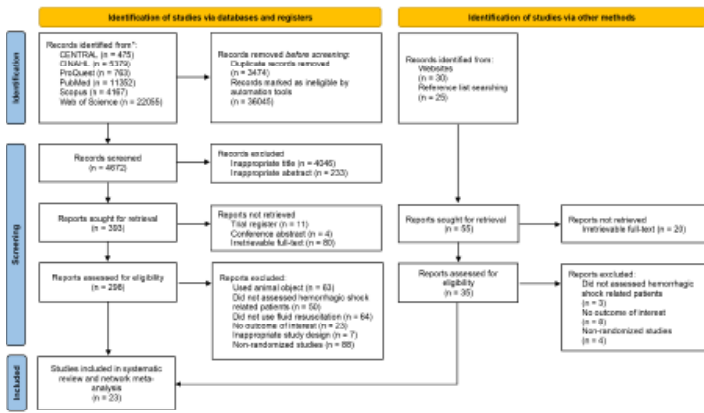 Identification of studies via databases and registers
Identification of studies via other methods
Identification
Records identified from*:
CENTRAL (n = 475)
CINAHL (n = 5379)
ProQuest (n = 763)
PubMed (n = 11352)
Scopus (n = 4167)
Web of Science (n = 22055)
Records removed before screening:
Duplicate records removed
(n = 3474)
Records marked as ineligible by
automation tools
(n = 36045)
Records identified from:
Websites
(n = 30)
Reference list searching
(n = 25)
Screening
Records screened
(n = 4672)
Records excluded
Inappropriate title (n = 4046)
Inappropriate abstract (n = 233)
Reports sought for retrieval
(n = 393)
Reports not retrieved
Trial register (n = 11)
Conference abstract (n = 4)
Irretrievable full-text (n = 80)
Reports sought for retrieval
(n = 55)
Reports not retrieved
Irretrievable full-text (n = 20)
Reports assessed for eligibility
(n = 298)
Reports excluded:
Used animal object (n = 63)
Did not assessed hemorrhagic shock
related patients (n = 50)
Did not use fluid resuscitation (n = 64)
No outcome of interest (n = 23)
Inappropriate study design (n = 7)
Non-randomized studies (n = 88)
Reports assessed for
eligibility
(n = 35)
Reports excluded:
Did not assessed hemorrhagic
shock related patients
(n = 3)
No outcome of interest
(n = 8)
Non-randomized studies
(n = 4)
Included
Studies included in systematic
review and network meta-
analysis
(n = 23)